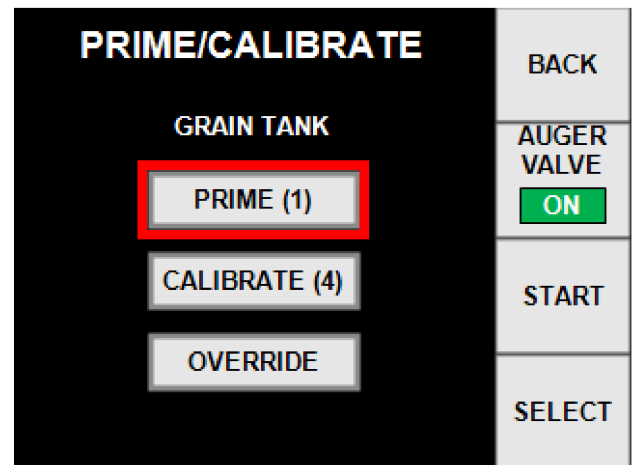 PRIME/CALIBRATE
GRAIN TANK
PRIME (1)
CALIBRATE (4)
OVERRIDE
BACK
AUGER
VALVE
ON
START
SELECT